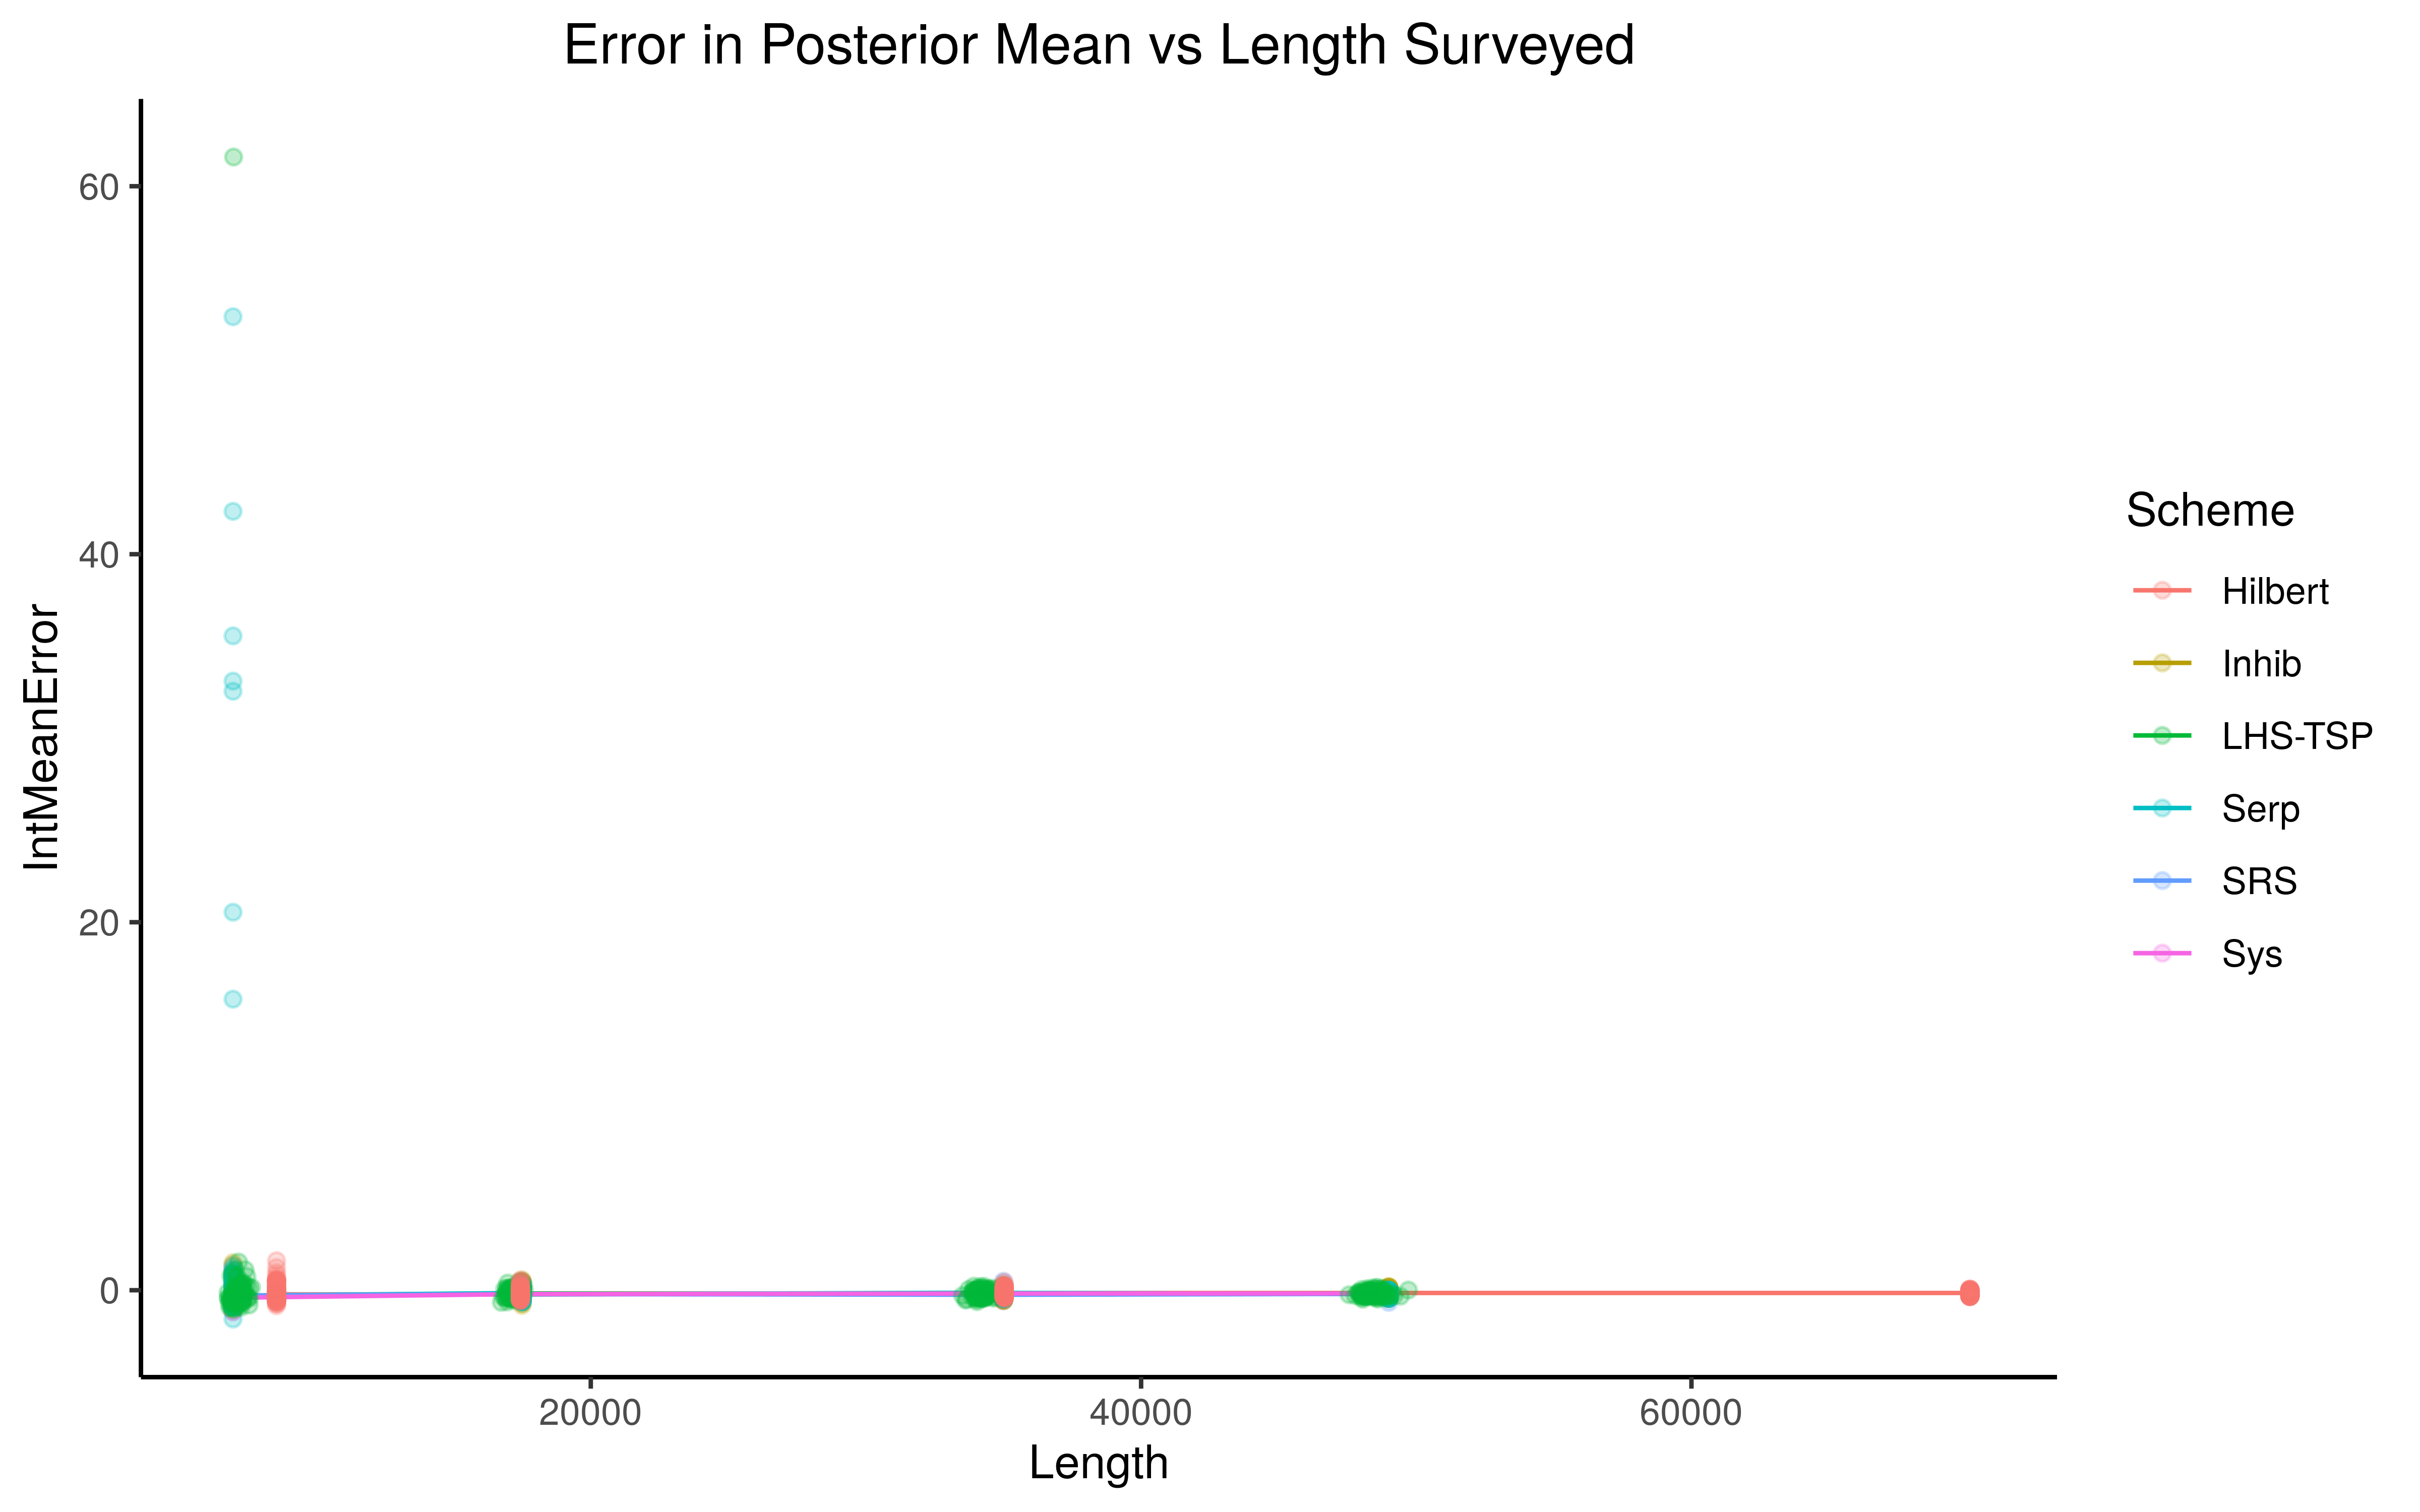 Error in Posterior Mean vs Length Surveyed
60
40
20
0
IntMeanError
20000 40000 60000
Length
Scheme
Hilbert
Inhib
LHS-TSP
Serp
SRS
Sys